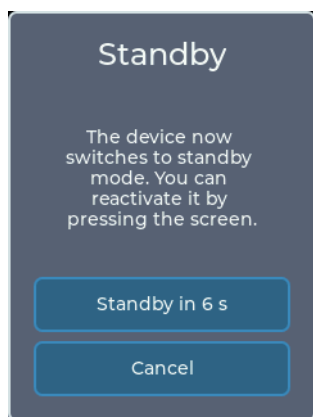 Standby
The device now
switches to standby
mode. You can
reactivate it by
pressing the screen.
Standby in 6 s
Cancel